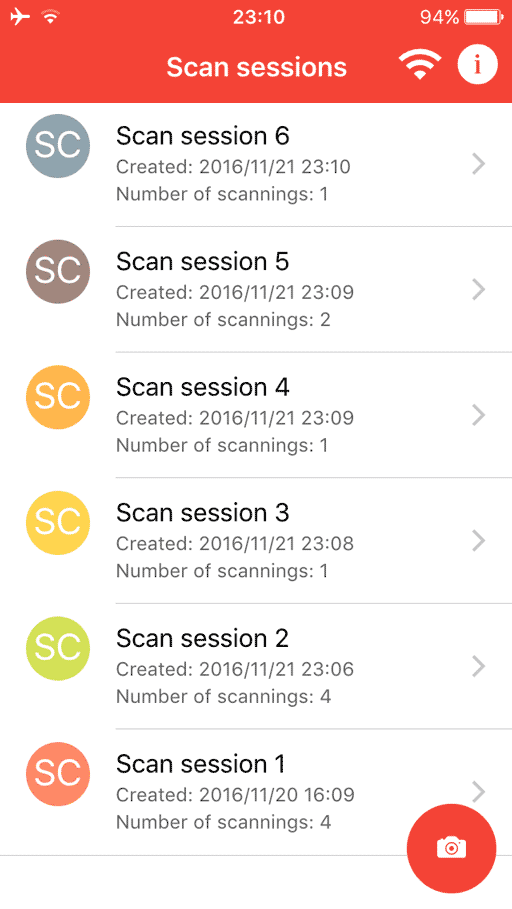 23:10
94%
Scan sessions
i
SC
Scan session 6
Created: 2016/11/21 23:10
Number of scannings: 1
SC
Scan session 5
Created: 2016/11/21 23:09
Number of scannings: 2
SC
Scan session 4
Created: 2016/11/21 23:09
Number of scannings: 1
SC
Scan session 3
Created: 2016/11/21 23:08
Number of scannings: 1
SC
Scan session 2
Created: 2016/11/21 23:06
Number of scannings: 4
SC
Scan session 1
Created: 2016/11/20 16:09
Number of scannings: 4